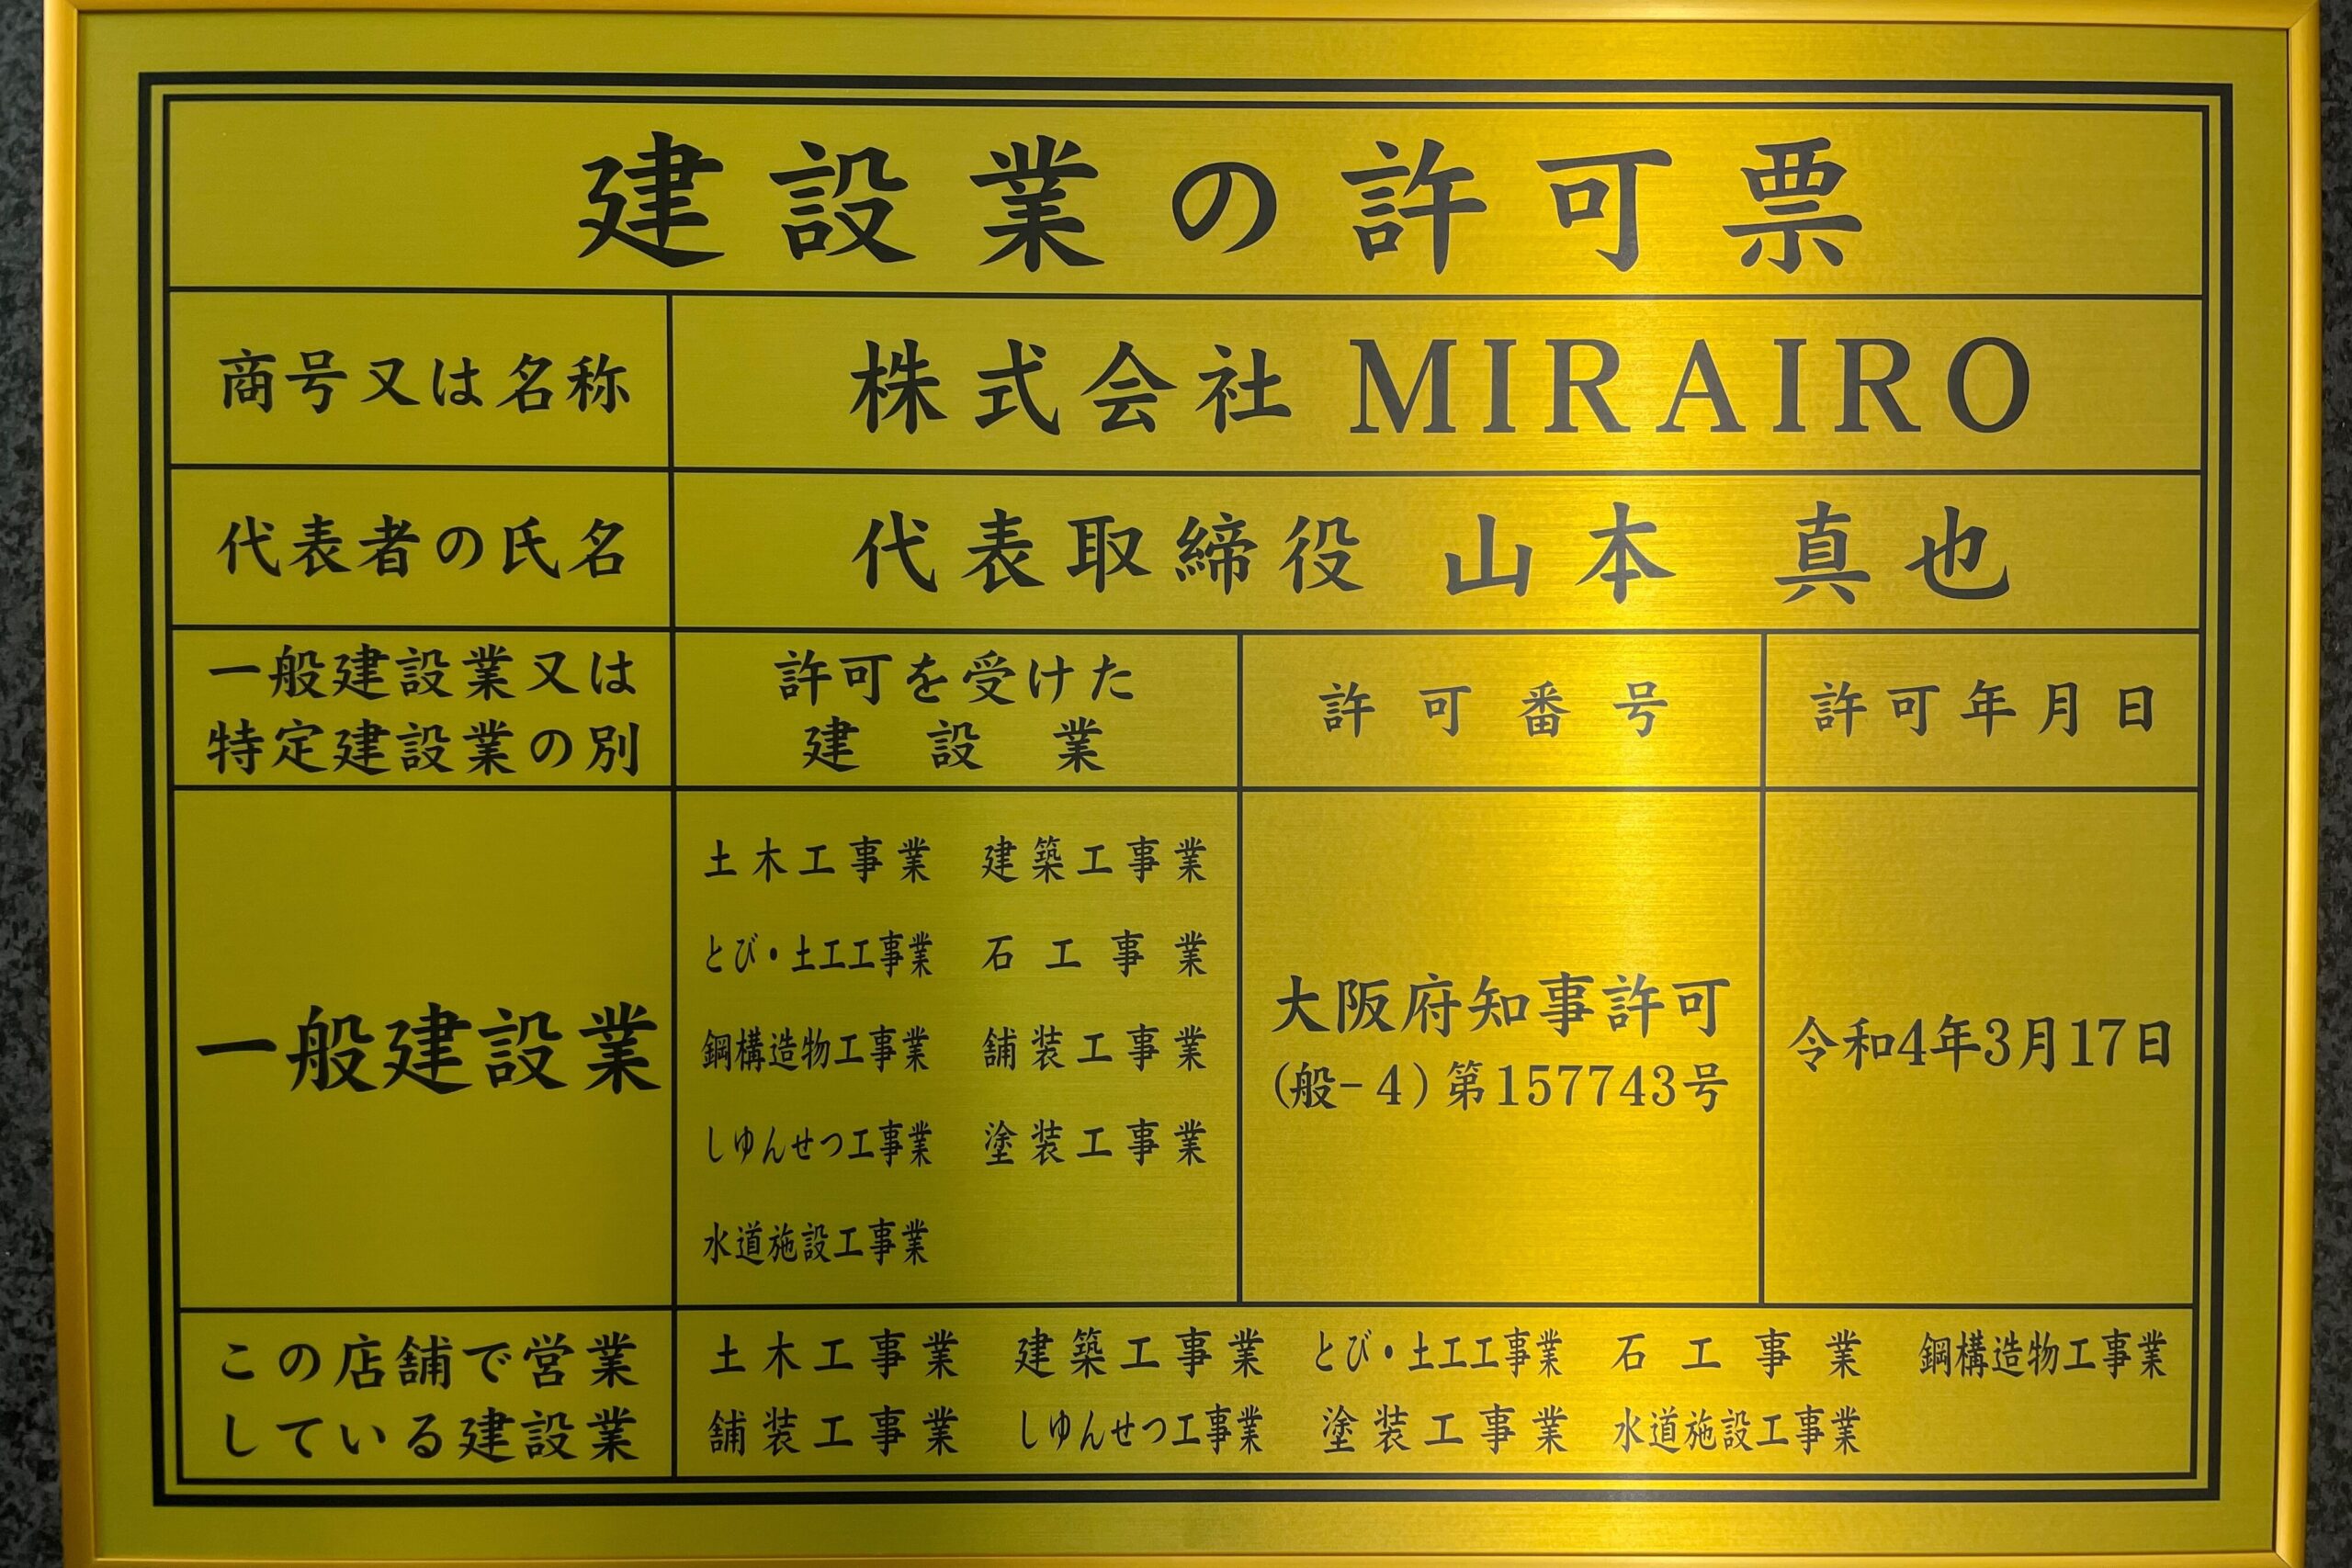 建設業の許可票
商号又は名称 株式会社 MIRAIRO
代表者の氏名 代表取締役 山本 真也
一般建設業又は
特定建設業の別
許可を受けた
建設業
許可番号
許可年月日
一般建設業
土木工事業 建築工事業
とび・土工工事業 石工事業
鋼構造物工事業 舗装工事業
しゆんせつ工事業 塗装工事業
水道施設工事業
大阪府知事許可
(般-4)第157743号
令和4年3月17日
この店舗で営業
している建設業
土木工事業 建築工事業 とび・土工工事業 石工事業 鋼構造物工事業
舗装工事業 しゆんせつ工事業 塗装工事業 水道施設工事業